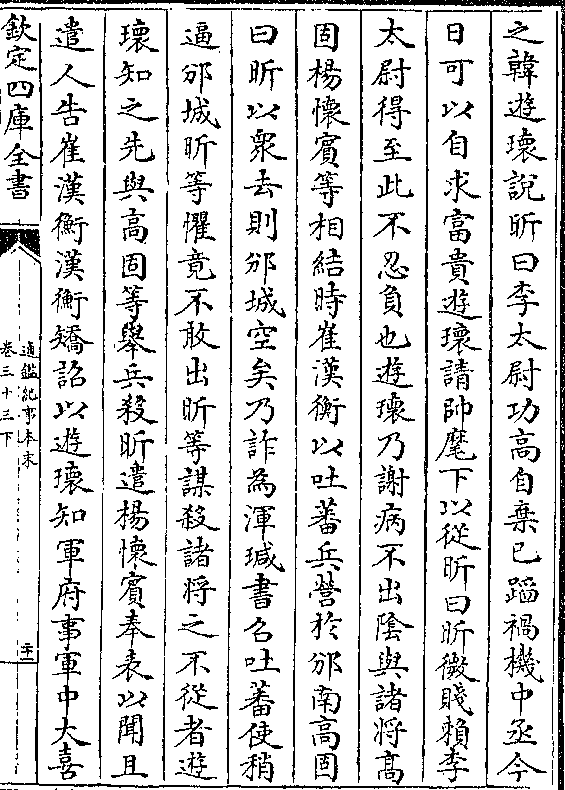 之韓遊瓌說昕曰李太尉功高自棄已蹈禍機中丞今
日可以自求富貴遊瓌請帥麾下以從昕曰昕微賤賴李
太尉得至此不忍負也遊瓌乃謝病不出陰與諸將髙
固楊懷賓等相結時崔漢衡以吐蕃兵營於邠南髙固
曰昕以衆去則邠城空矣乃詐為渾瑊書召吐蕃使稍
逼邠城昕等懼竟不敢出昕等謀殺諸將之不從者遊
瓌知之先與高固等舉兵殺昕遣楊懷賓奉表以聞且
遣人告崔漢衡漢衡矯詔以遊瓌知軍府事軍中大喜
欽定四庫全書
通鑑紀事本末
卷三十三下
二十一